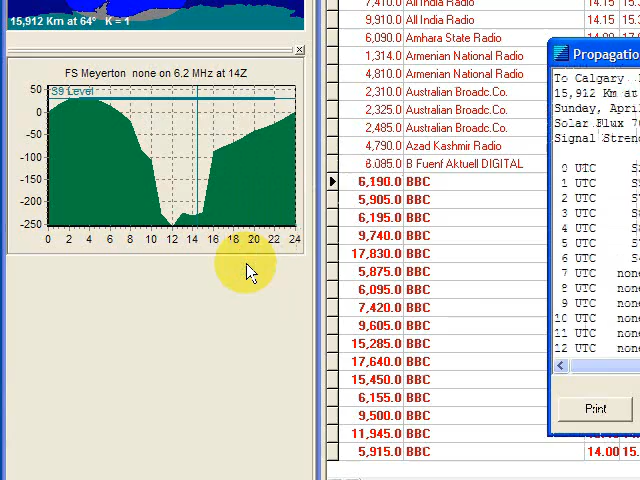 15,912 Km at 64°  K = 1
FS Meyerton  none on 6.2 MHz at 14Z
S9 Level
50
0
-50
-100
-150
-200
-250
0 2 4 6 8 10 12 14 16 18 20 22 24
7,410.0 All India Radio 14.15 15.3
9,910.0 All India Radio 14.15 15.3
6,090.0 Amhara State Radio
1,314.0 Armenian National Radio
4,810.0 Armenian National Radio
2,310.0 Australian Broadc.Co.
2,325.0 Australian Broadc.Co.
2,485.0 Australian Broadc.Co.
4,790.0 Azad Kashmir Radio
6,085.0 B Fuenf Aktuell DIGITAL
6,190.0 BBC
5,905.0 BBC
6,195.0 BBC
9,740.0 BBC
17,830.0 BBC
5,875.0 BBC
6,095.0 BBC
7,420.0 BBC
9,605.0 BBC
15,285.0 BBC
17,640.0 BBC
15,450.0 BBC
6,155.0 BBC
9,500.0 BBC
11,945.0 BBC
5,915.0 BBC 14.00 15.
Propagatio
To Calgary
15,912 Km at
Sunday, Apri
Solar Flux 7
Signal Stren
0 UTC
1 UTC
2 UTC
3 UTC
4 UTC
5 UTC
6 UTC
7 UTC none
8 UTC none
9 UTC none
10 UTC none
11 UTC none
12 UTC none
Print